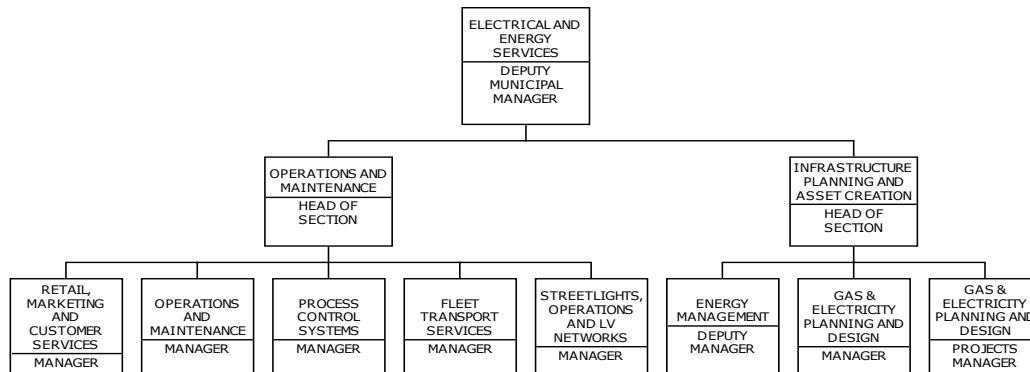 ELECTRICAL AND
ENERGY
SERVICES
DEPUTY
MUNICIPAL
MANAGER
OPERATIONS AND
MAINTENANCE
HEAD OF
SECTION
INFRASTRUCTURE
PLANNING AND
ASSET CREATION
HEAD OF
SECTION
RETAIL,
MARKETING
AND
CUSTOMER
SERVICES
MANAGER
OPERATIONS
AND
MAINTENANCE
MANAGER
PROCESS
CONTROL
SYSTEMS
MANAGER
FLEET
TRANSPORT
SERVICES
MANAGER
STREETLIGHTS,
OPERATIONS
AND LV
NETWORKS
MANAGER
ENERGY
MANAGEMENT
DEPUTY
MANAGER
GAS &
ELECTRICITY
PLANNING AND
DESIGN
MANAGER
GAS &
ELECTRICITY
PLANNING AND
DESIGN
PROJECTS
MANAGER